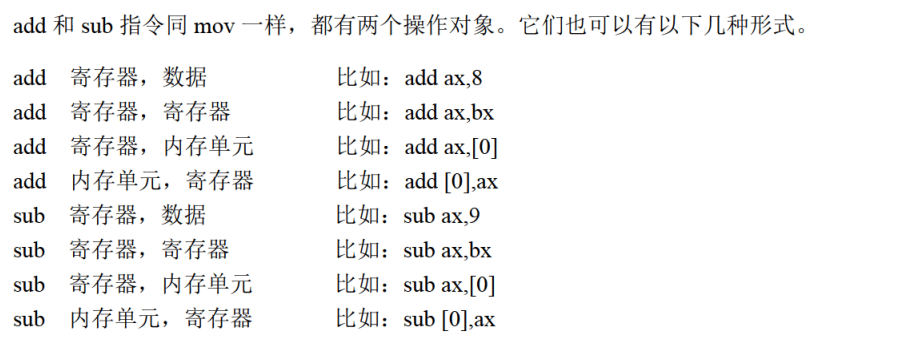 add 和 sub 指令同 mov 一样，都有两个操作对象。它们也可以有以下几种形式。
add 寄存器，数据 比如：add ax,8
add 寄存器，寄存器 比如：add ax,bx
add 寄存器，内存单元 比如：add ax,[0]
add 内存单元，寄存器 比如：add [0],ax
sub 寄存器，数据 比如：sub ax,9
sub 寄存器，寄存器 比如：sub ax,bx
sub 寄存器，内存单元 比如：sub ax,[0]
sub 内存单元，寄存器 比如：sub [0],ax